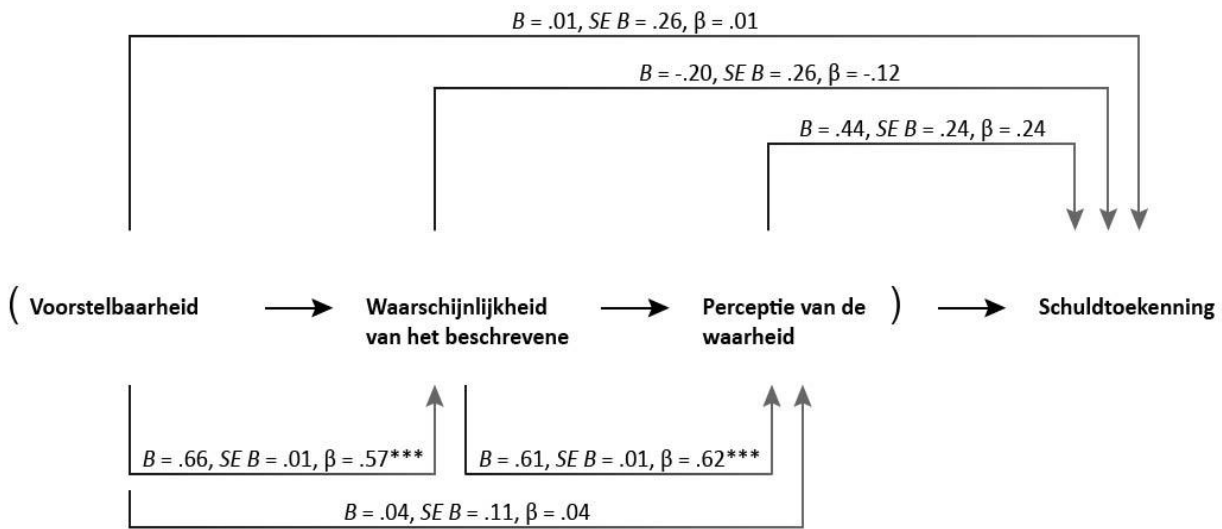 B = .01, SE B = .26, β = .01
B = -.20, SE B = .26, β = -.12
B = .44, SE B = .24, β = .24
( Voorstelbaarheid Waarschijnlijkheid Perceptie van de ) Schuldtoekenning
van het beschrevene waarheid
B = .66, SE B = .01, β = .57*** B = .61, SE B = .01, β = .62***
B = .04, SE B = .11, β = .04